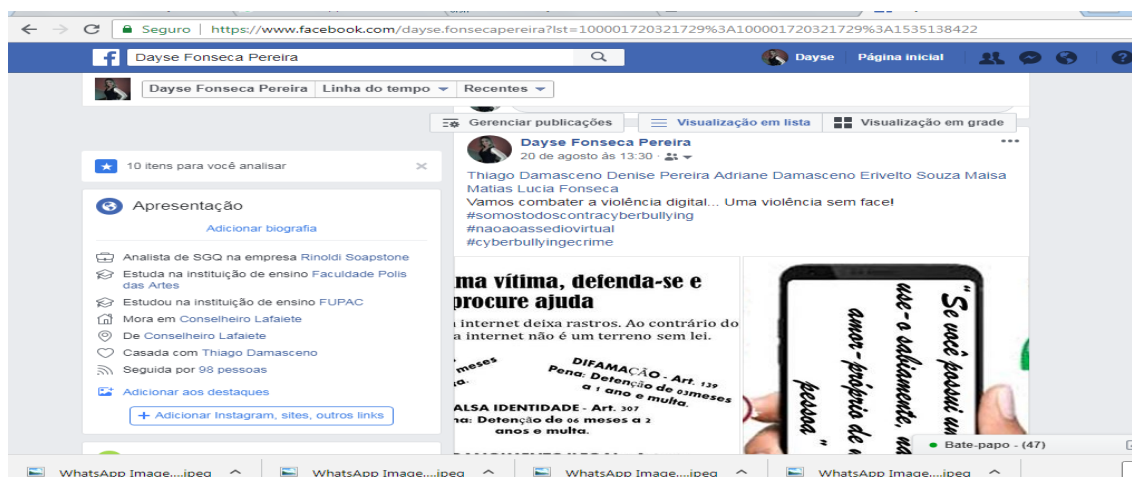 Seguro | https://www.facebook.com/dayse.fonsecapereira?lst=100001720321729%3A100001720321729%3A1535138422
Dayse Fonseca Pereira
Dayse
Página inicial
Dayse Fonseca Pereira
Linha do tempo
Recentes
Gerenciar publicações
Visualização em lista
Visualização em grade
10 itens para você analisar
Apresentação
Adicionar biografia
Analista de SGQ na empresa Rinoldi Soapstone
Estuda na instituição de ensino Faculdade Polis
das Artes
Estudou na instituição de ensino FUPAC
Mora em Conselheiro Lafaiete
De Conselheiro Lafaiete
Casada com Thiago Damasceno
Seguida por 98 pessoas
Adicionar aos destaques
+ Adicionar Instagram, sites, outros links
Dayse Fonseca Pereira
20 de agosto às 13:30
Thiago Damasceno Denise Pereira Adriane Damasceno Erivelto Souza Maisa
Matias Lucia Fonseca
Vamos combater a violência digital... Uma violência sem face!
#somostodoscontracyberbullying
#naoaoassediovirtual
#cyberbullyingecrime
ma vítima, defenda-se e
procure ajuda
internet deixa rastros. Ao contrário do
a internet não é um terreno sem lei.
meses
DIFAMAÇÃO - Art. 139
Pena: Detenção de 03meses
a 1 ano e multa.
ALSA IDENTIDADE - Art. 307
na: Detenção de 06 meses a 2
anos e multa.
"Se você possui um
use-o sabiamente, na
amor-próprio de
pessoa"
Bate-papo - (47)
WhatsApp Image....jpeg
WhatsApp Image....jpeg
WhatsApp Image....jpeg
WhatsApp Image....jpeg